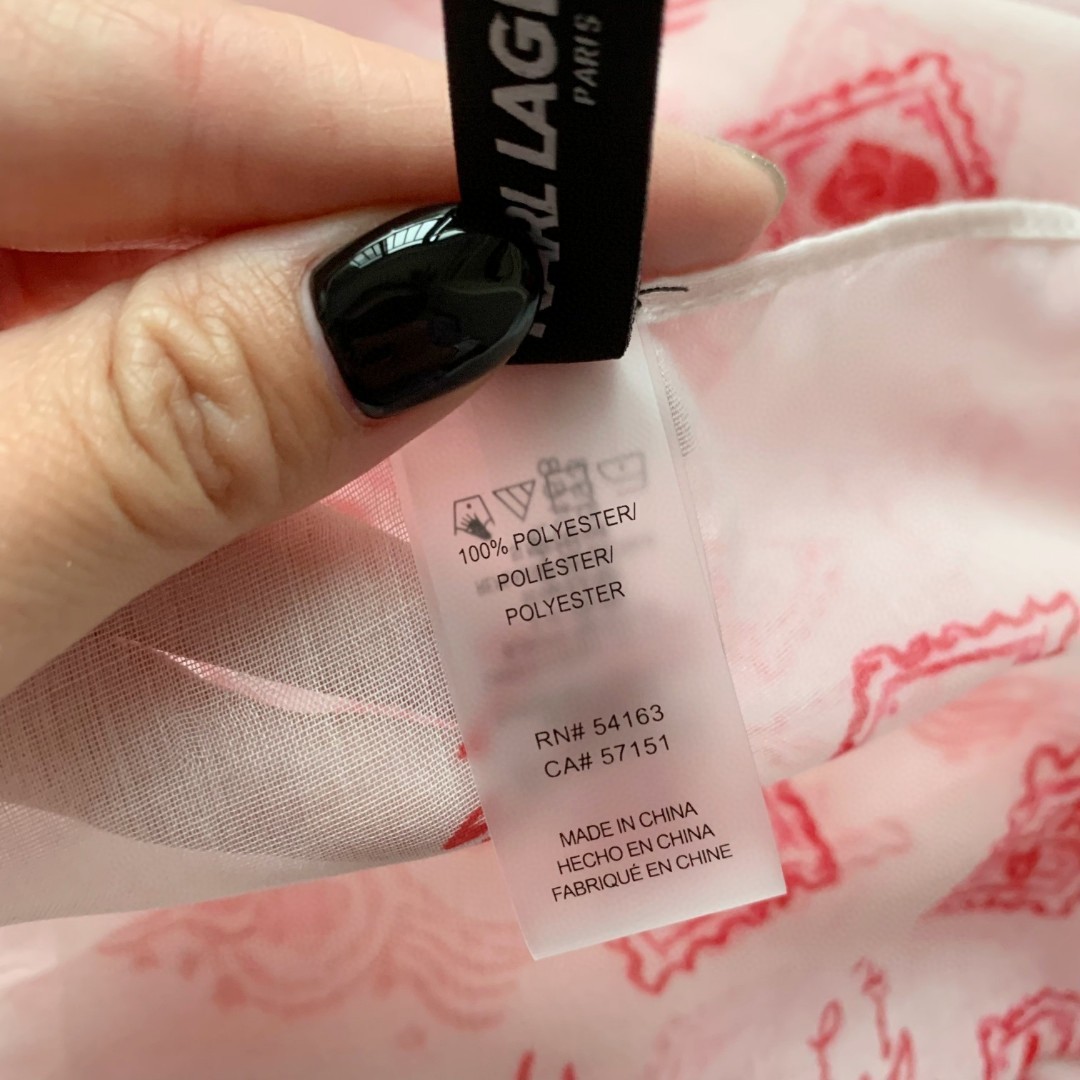 KARL LAGE
PARIS
100% POLYESTER/
POLIÉSTER/
POLYESTER
RN# 54163
CA# 57151
MADE IN CHINA
HECHO EN CHINA
FABRIQUÉ EN CHINE